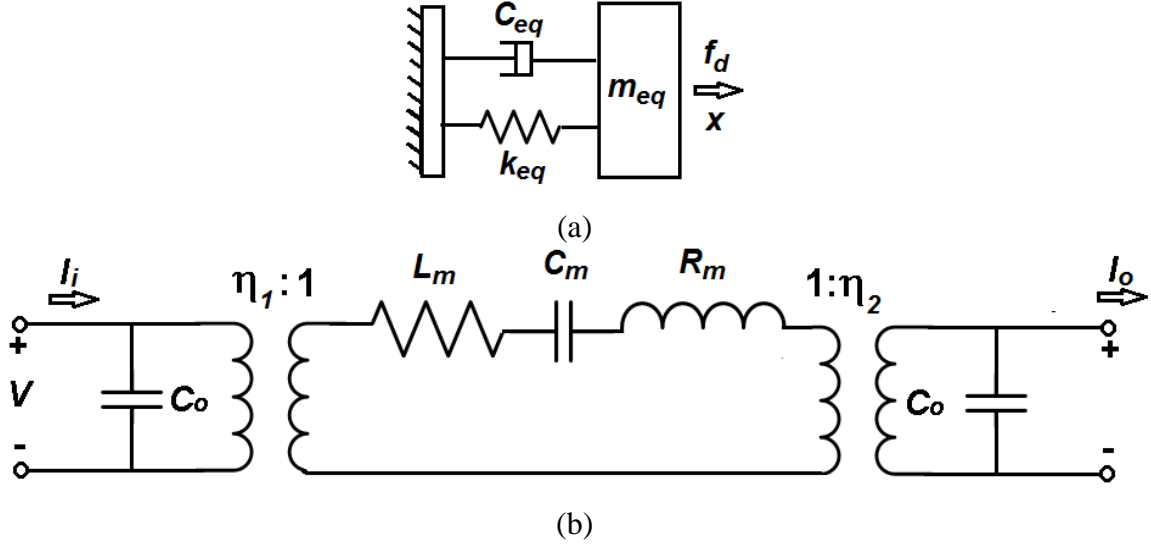 C_eq
f_d
m_eq
x
k_eq
(a)
I_i η_1 : 1 L_m C_m R_m 1:η_2 I_o
+ +
V C_o C_o
- -
(b)